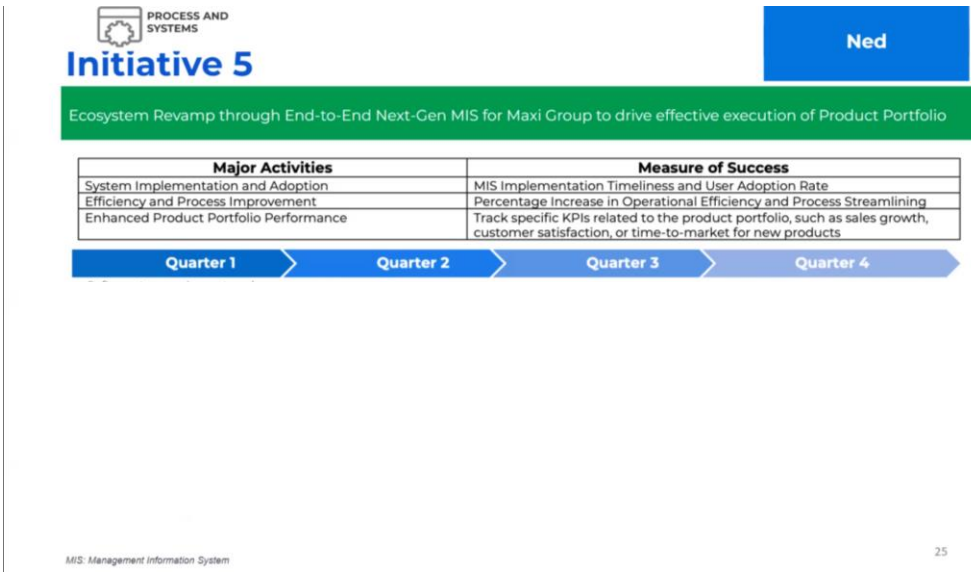 PROCESS AND
SYSTEMS
Initiative 5
Ned
Ecosystem Revamp through End-to-End Next-Gen MIS for Maxi Group to drive effective execution of Product Portfolio
Major Activities
Measure of Success
System Implementation and Adoption
MIS Implementation Timeliness and User Adoption Rate
Efficiency and Process Improvement
Percentage Increase in Operational Efficiency and Process Streamlining
Enhanced Product Portfolio Performance
Track specific KPIs related to the product portfolio, such as sales growth,
customer satisfaction, or time-to-market for new products
Quarter 1
Quarter 2
Quarter 3
Quarter 4
MIS: Management Information System
25